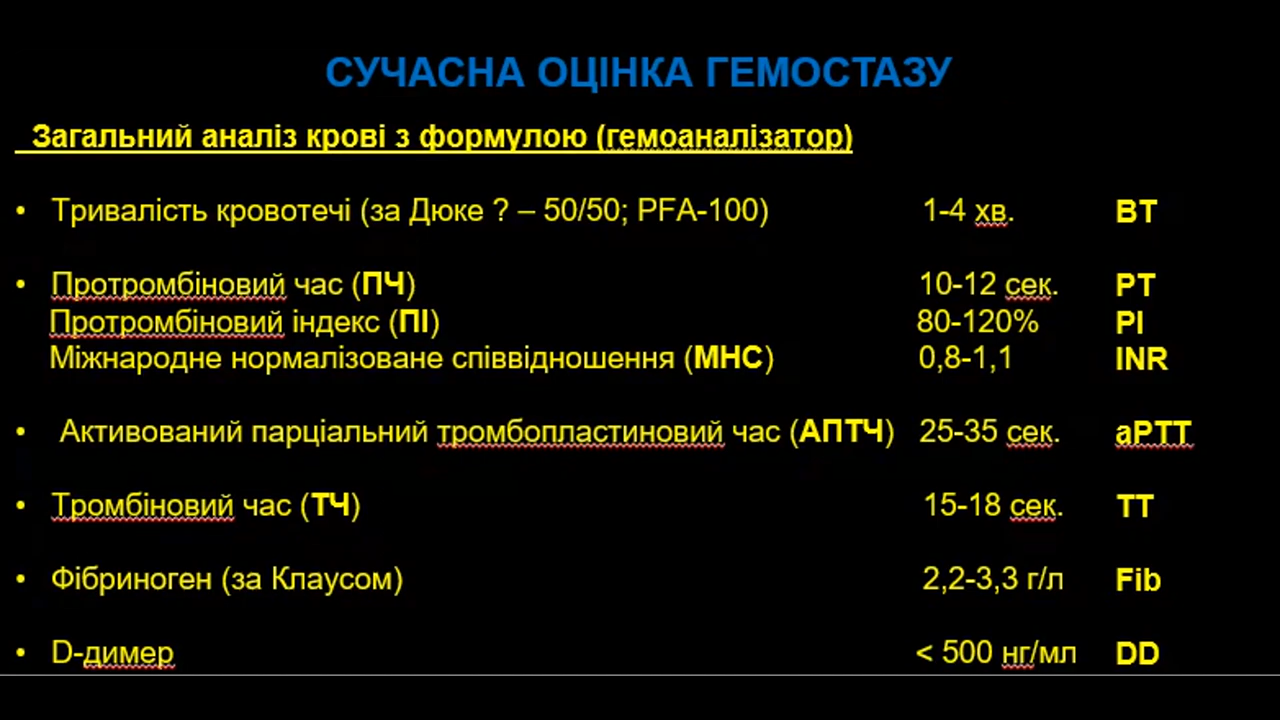 СУЧАСНА ОЦІНКА ГЕМОСТАЗУ
Загальний аналіз крові з формулою (гемоаналізатор)
• Тривалість кровотечі (за Дюке ? – 50/50; PFA-100) 1-4 хв. BT
• Протромбіновий час (ПЧ) 10-12 сек. PT
Протромбіновий індекс (ПІ) 80-120% PI
Міжнародне нормалізоване співвідношення (МНС) 0,8-1,1 INR
• Активований парціальний тромбопластиновий час (АПТЧ) 25-35 сек. aPTT
• Тромбіновий час (ТЧ) 15-18 сек. TT
• Фібриноген (за Клаусом) 2,2-3,3 г/л Fib
• D-димер < 500 нг/мл DD